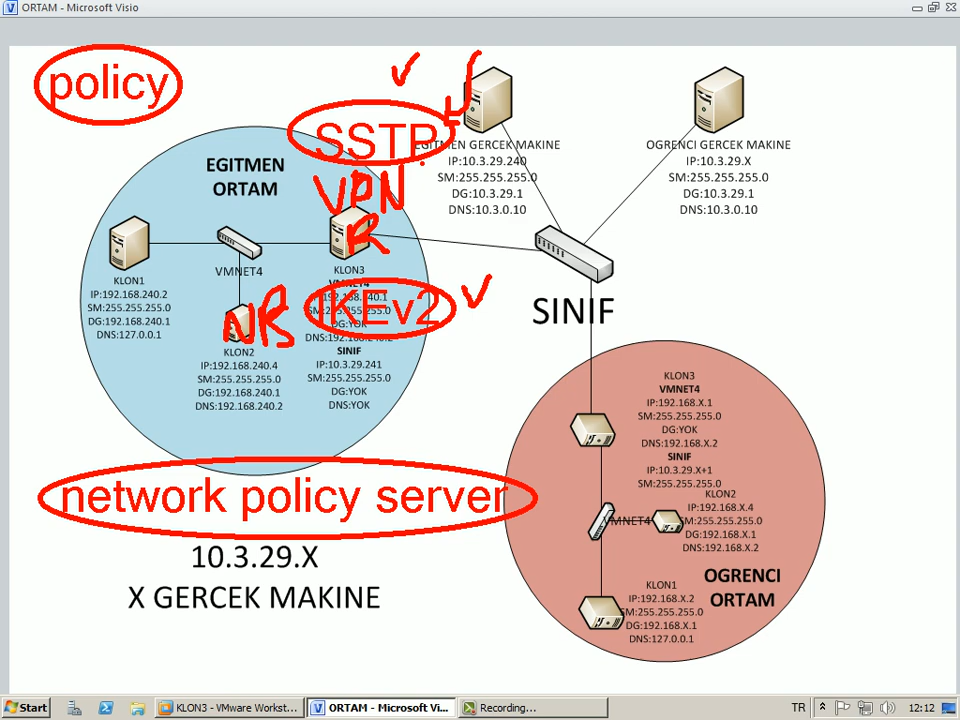 ORTAM - Microsoft Visio
policy
SSTP
VPN
R
IKEv2
network policy server
10.3.29.X
X GERCEK MAKINE
EGITMEN
ORTAM
KLON1
IP:192.168.240.2
SM:255.255.255.0
DG:192.168.240.1
DNS:127.0.0.1
VMNET4
KLON2
IP:192.168.240.4
SM:255.255.255.0
DG:192.168.240.1
DNS:192.168.240.2
KLON3
VMNET4
DG:YOK
SINIF
IP:10.3.29.241
SM:255.255.255.0
DG:YOK
DNS:YOK
EGITMEN GERCEK MAKINE
IP:10.3.29.240
SM:255.255.255.0
DG:10.3.29.1
DNS:10.3.0.10
OGRENCI GERCEK MAKINE
IP:10.3.29.X
SM:255.255.255.0
DG:10.3.29.1
DNS:10.3.0.10
SINIF
KLON3
VMNET4
IP:192.168.X.1
SM:255.255.255.0
DG:YOK
DNS:192.168.X.2
SINIF
IP:10.3.29.X+1
SM:255.255.255.0
VMNET4
KLON2
IP:192.168.X.4
SM:255.255.255.0
DG:192.168.X.1
DNS:192.168.X.2
OGRENCI
ORTAM
KLON1
IP:192.168.X.2
SM:255.255.255.0
DG:192.168.X.1
DNS:127.0.0.1
Start
KLON3 - VMware Workst...
ORTAM - Microsoft Vi...
Recording...
TR
12:12